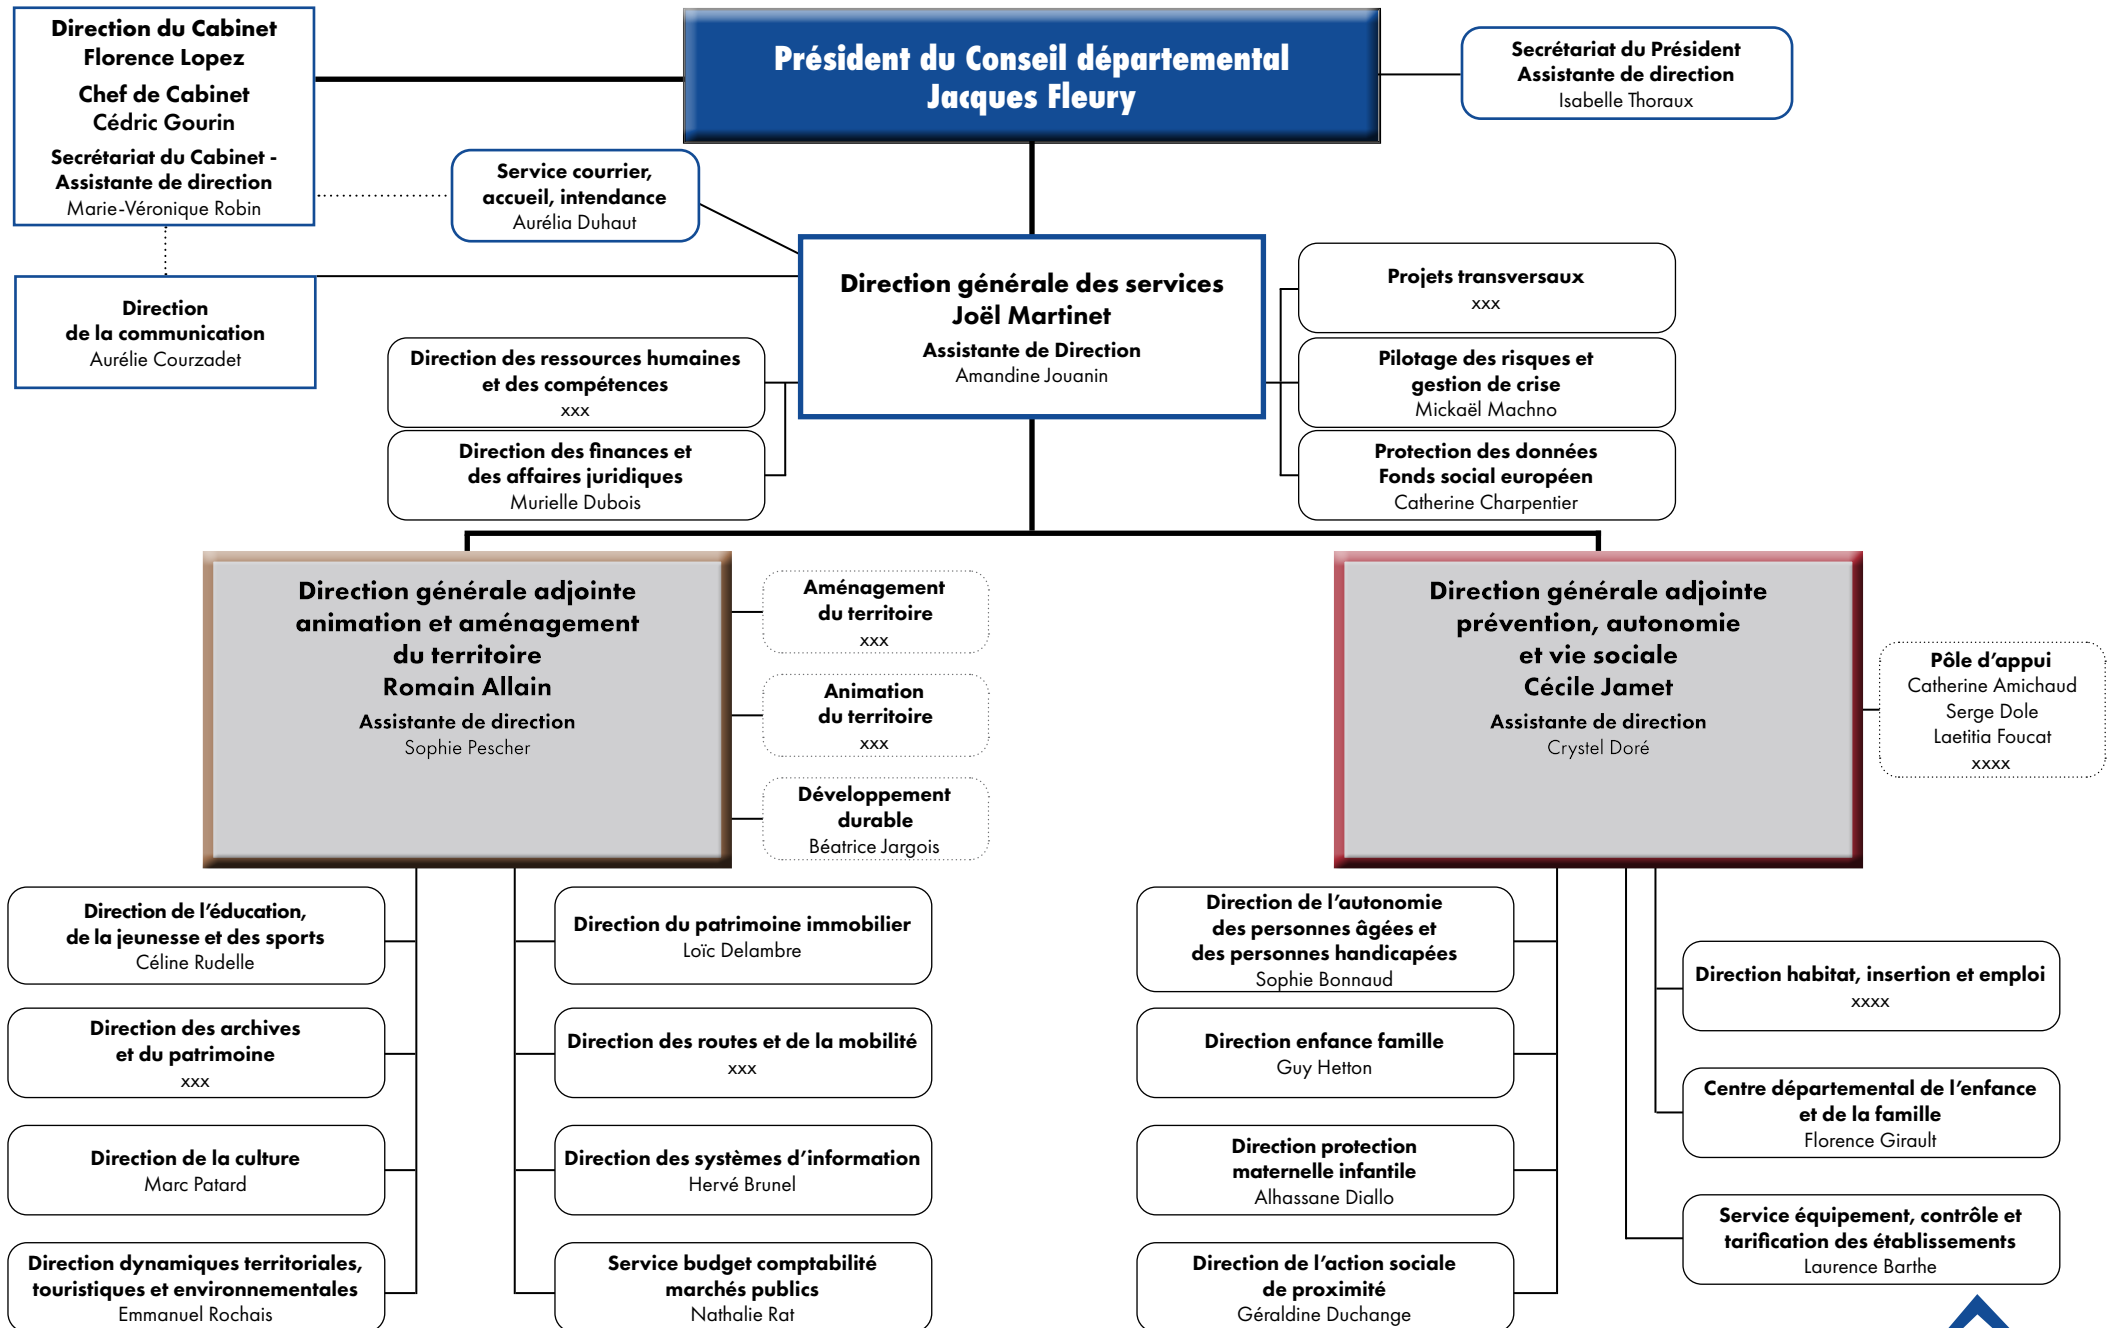 Direction du Cabinet
Florence Lopez
Chef de Cabinet
Cédric Gourin
Secrétariat du Cabinet -
Assistante de direction
Marie-Véronique Robin
Président du Conseil départemental
Jacques Fleury
Secrétariat du Président
Assistante de direction
Isabelle Thoraux
Service courrier,
accueil, intendance
Aurélia Duhaut
Direction
de la communication
Aurélie Courzadet
Direction générale des services
Joël Martinet
Assistante de Direction
Amandine Jouanin
Projets transversaux
xxx
Pilotage des risques et
gestion de crise
Mickaël Machno
Protection des données
Fonds social européen
Catherine Charpentier
Direction des ressources humaines
et des compétences
xxx
Direction des finances et
des affaires juridiques
Murielle Dubois
Direction générale adjointe
animation et aménagement
du territoire
Romain Allain
Assistante de direction
Sophie Pescher
Aménagement
du territoire
xxx
Animation
du territoire
xxx
Développement
durable
Béatrice Jargois
Direction générale adjointe
prévention, autonomie
et vie sociale
Cécile Jamet
Assistante de direction
Crystel Doré
Pôle d'appui
Catherine Amichaud
Serge Dole
Laetitia Foucat
xxxx
Direction de l'éducation,
de la jeunesse et des sports
Céline Rudelle
Direction des archives
et du patrimoine
xxx
Direction de la culture
Marc Patard
Direction dynamiques territoriales,
touristiques et environnementales
Emmanuel Rochais
Direction du patrimoine immobilier
Loïc Delambre
Direction des routes et de la mobilité
xxx
Direction des systèmes d'information
Hervé Brunel
Service budget comptabilité
marchés publics
Nathalie Rat
Direction de l'autonomie
des personnes âgées et
des personnes handicapées
Sophie Bonnaud
Direction enfance famille
Guy Hetton
Direction protection
maternelle infantile
Alhassane Diallo
Direction de l'action sociale
de proximité
Géraldine Duchange
Direction habitat, insertion et emploi
xxxx
Centre départemental de l'enfance
et de la famille
Florence Girault
Service équipement, contrôle et
tarification des établissements
Laurence Barthe